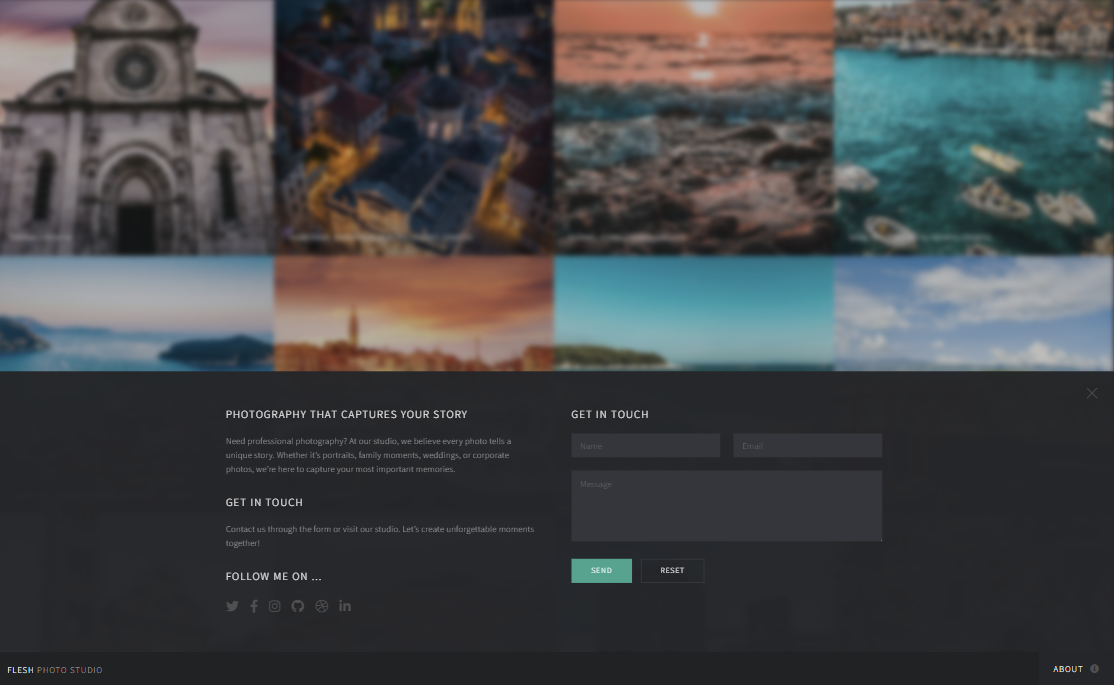 PHOTOGRAPHY THAT CAPTURES YOUR STORY
Need professional photography? At our studio, we believe every photo tells a
unique story. Whether it's portraits, family moments, weddings, or corporate
photos, we're here to capture your most important memories.
GET IN TOUCH
Contact us through the form or visit our studio. Let's create unforgettable moments
together!
FOLLOW ME ON ...
GET IN TOUCH
Name
Email
Message
SEND
RESET
FLESH PHOTO STUDIO
ABOUT